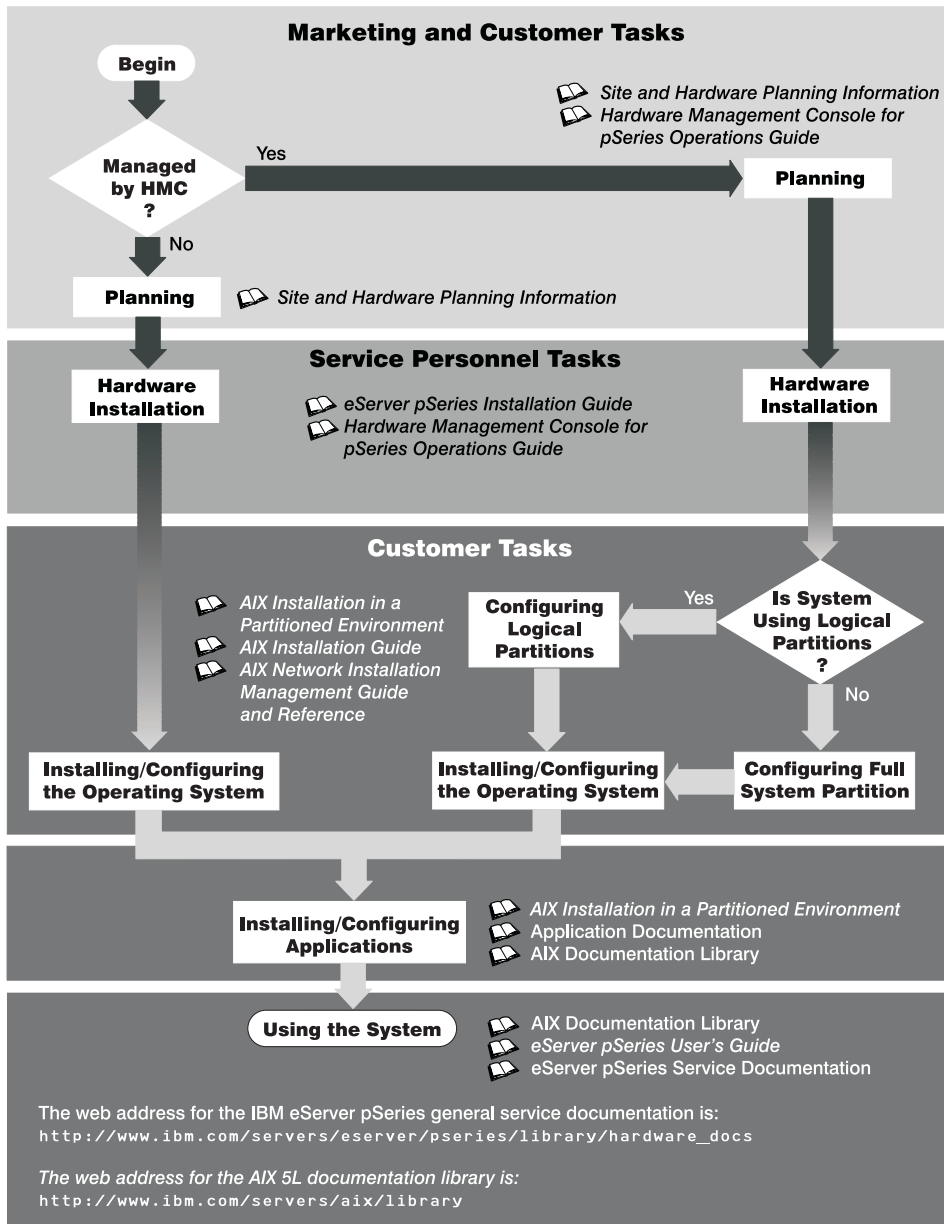 Marketing and Customer Tasks
Begin
Site and Hardware Planning Information
Hardware Management Console for
pSeries Operations Guide
Managed
by HMC
?
Yes
Planning
No
Planning
Site and Hardware Planning Information
Service Personnel Tasks
Hardware
Installation
eServer pSeries Installation Guide
Hardware Management Console for
pSeries Operations Guide
Hardware
Installation
Customer Tasks
AIX Installation in a
Partitioned Environment
AIX Installation Guide
AIX Network Installation
Management Guide
and Reference
Configuring
Logical
Partitions
Yes
Is System
Using Logical
Partitions
?
No
Installing/Configuring
the Operating System
Installing/Configuring
the Operating System
Configuring Full
System Partition
Installing/Configuring
Applications
AIX Installation in a Partitioned Environment
Application Documentation
AIX Documentation Library
Using the System
AIX Documentation Library
eServer pSeries User's Guide
eServer pSeries Service Documentation
The web address for the IBM eServer pSeries general service documentation is:
http://www.ibm.com/servers/eserver/pseries/library/hardware_docs
The web address for the AIX 5L documentation library is:
http://www.ibm.com/servers/aix/library